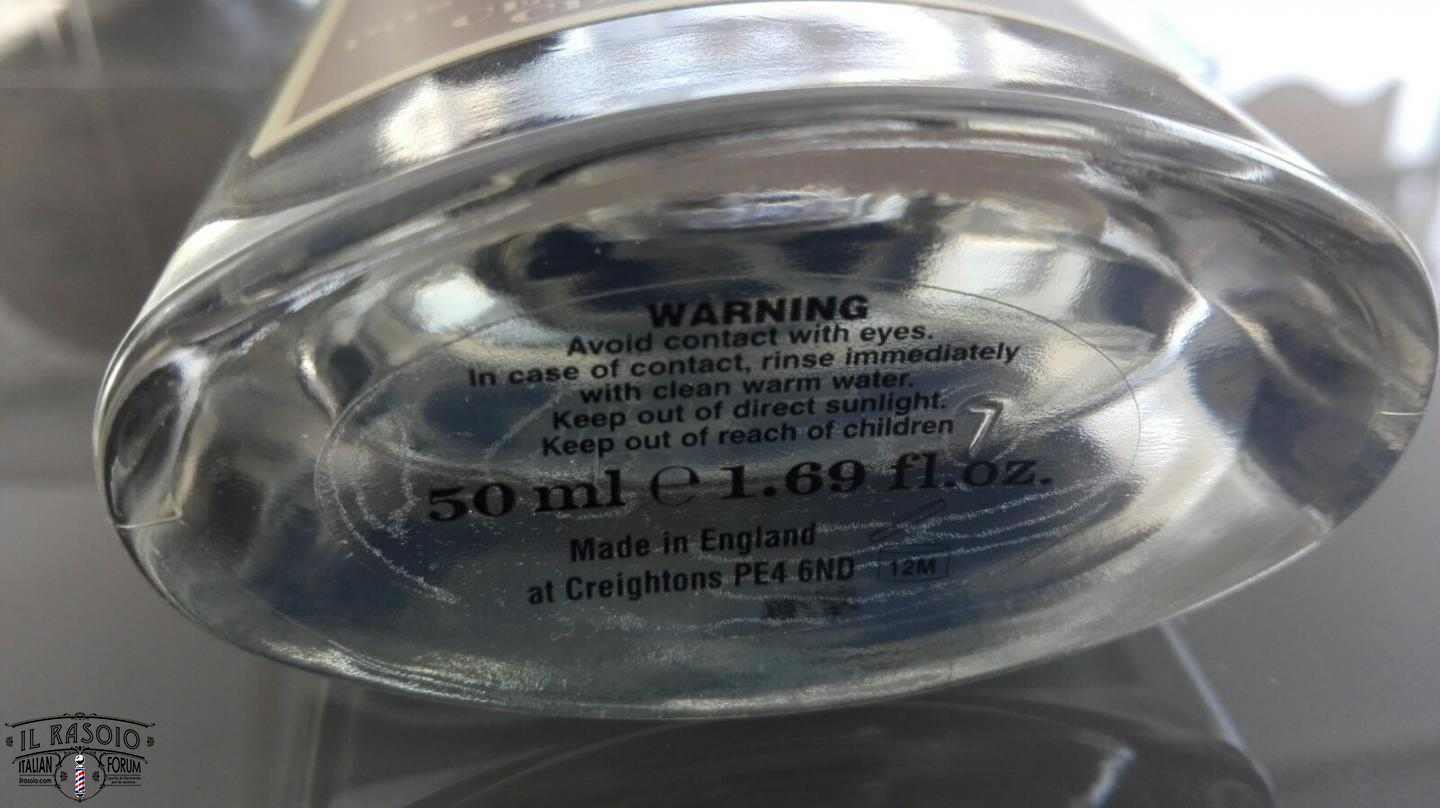 WARNING
Avoid contact with eyes.
In case of contact, rinse immediately
with clean warm water.
Keep out of direct sunlight.
Keep out of reach of children
7
50 ml ℮ 1.69 fl.oz.
Made in England
at Creightons PE4 6ND
12M
IL RASOIO
ITALIAN FORUM
ilrasoio.com